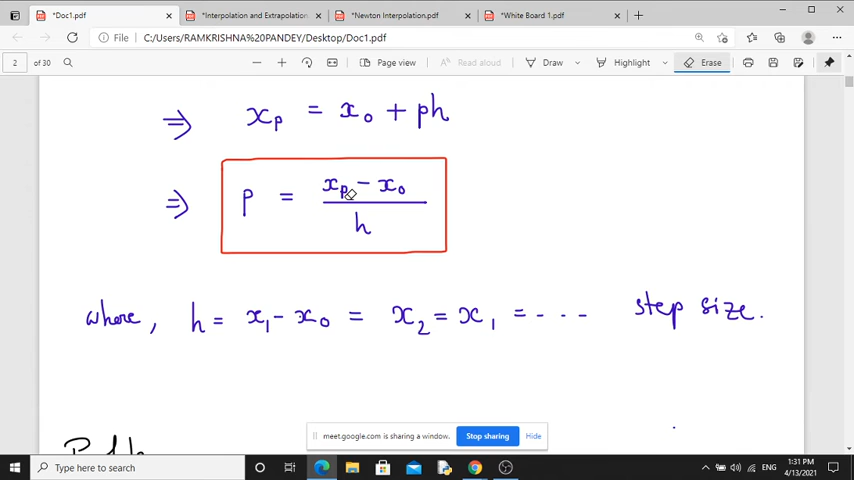 *Doc1.pdf
*Interpolation and Extrapolation
*Newton Interpolation.pdf
*White Board 1.pdf
File C:/Users/RAMKRISHNA%20PANDEY/Desktop/Doc1.pdf
2 of 30 Page view Read aloud Draw Highlight Erase
⇒ xₚ = x₀ + ph
⇒ p = (xₚ − x₀) / h
where, h = x₁ − x₀ = x₂ = x₁ = - - - step size.
meet.google.com is sharing a window. Stop sharing Hide
Type here to search
ENG
1:31 PM
4/13/2021